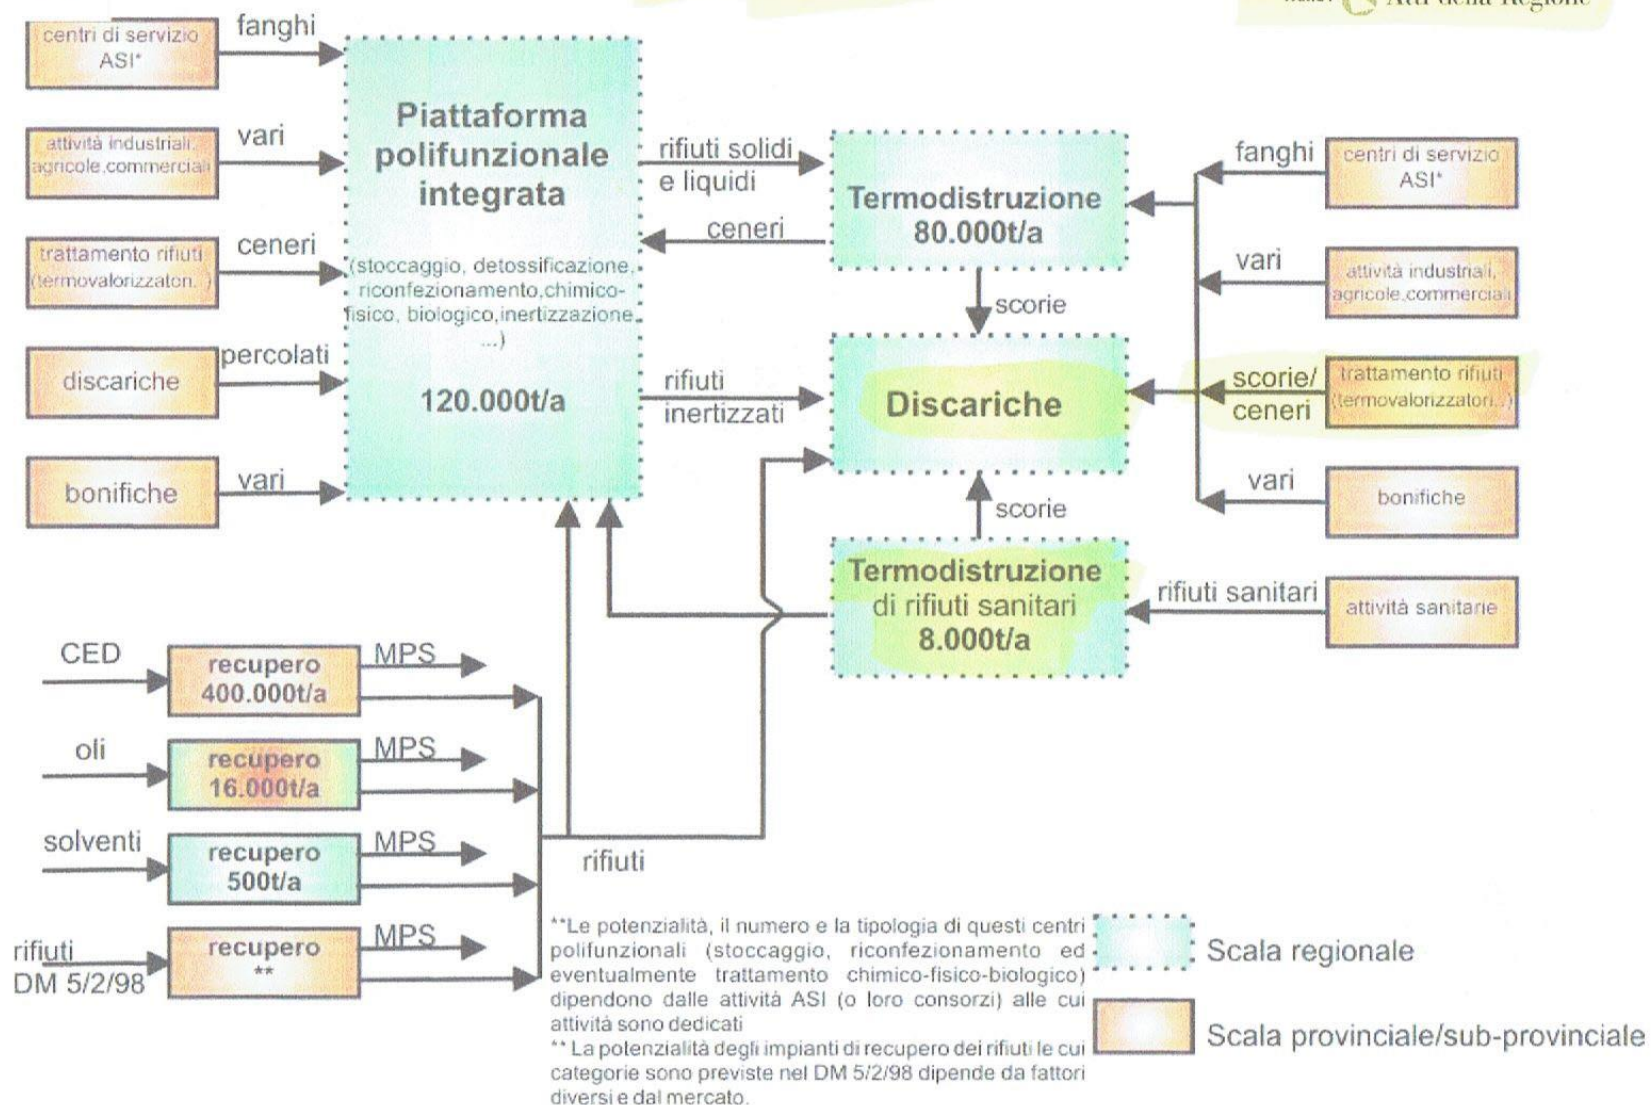 Atti della Regione
centri di servizio
ASI*
fanghi
attività industriali,
agricole,commerciali
vari
trattamento rifiuti
(termovalorizzatori..)
ceneri
discariche
percolati
bonifiche
vari
Piattaforma
polifunzionale
integrata
(stoccaggio, detossificazione,
riconfezionamento,chimico-
fisico, biologico,inertizzazione,
...)
120.000t/a
rifiuti solidi
e liquidi
ceneri
rifiuti
inertizzati
Termodistruzione
80.000t/a
scorie
Discariche
scorie
Termodistruzione
di rifiuti sanitari
8.000t/a
fanghi
centri di servizio
ASI*
vari
attività industriali,
agricole,commerciali
scorie/
ceneri
trattamento rifiuti
(termovalorizzatori..)
vari
bonifiche
rifiuti sanitari
attività sanitarie
CED
recupero
400.000t/a
MPS
oli
recupero
16.000t/a
MPS
solventi
recupero
500t/a
MPS
rifiuti
DM 5/2/98
recupero
**
MPS
rifiuti
**Le potenzialità, il numero e la tipologia di questi centri
polifunzionali (stoccaggio, riconfezionamento ed
eventualmente trattamento chimico-fisico-biologico)
dipendono dalle attività ASI (o loro consorzi) alle cui
attività sono dedicati
** La potenzialità degli impianti di recupero dei rifiuti le cui
categorie sono previste nel DM 5/2/98 dipende da fattori
diversi e dal mercato.
Scala regionale
Scala provinciale/sub-provinciale